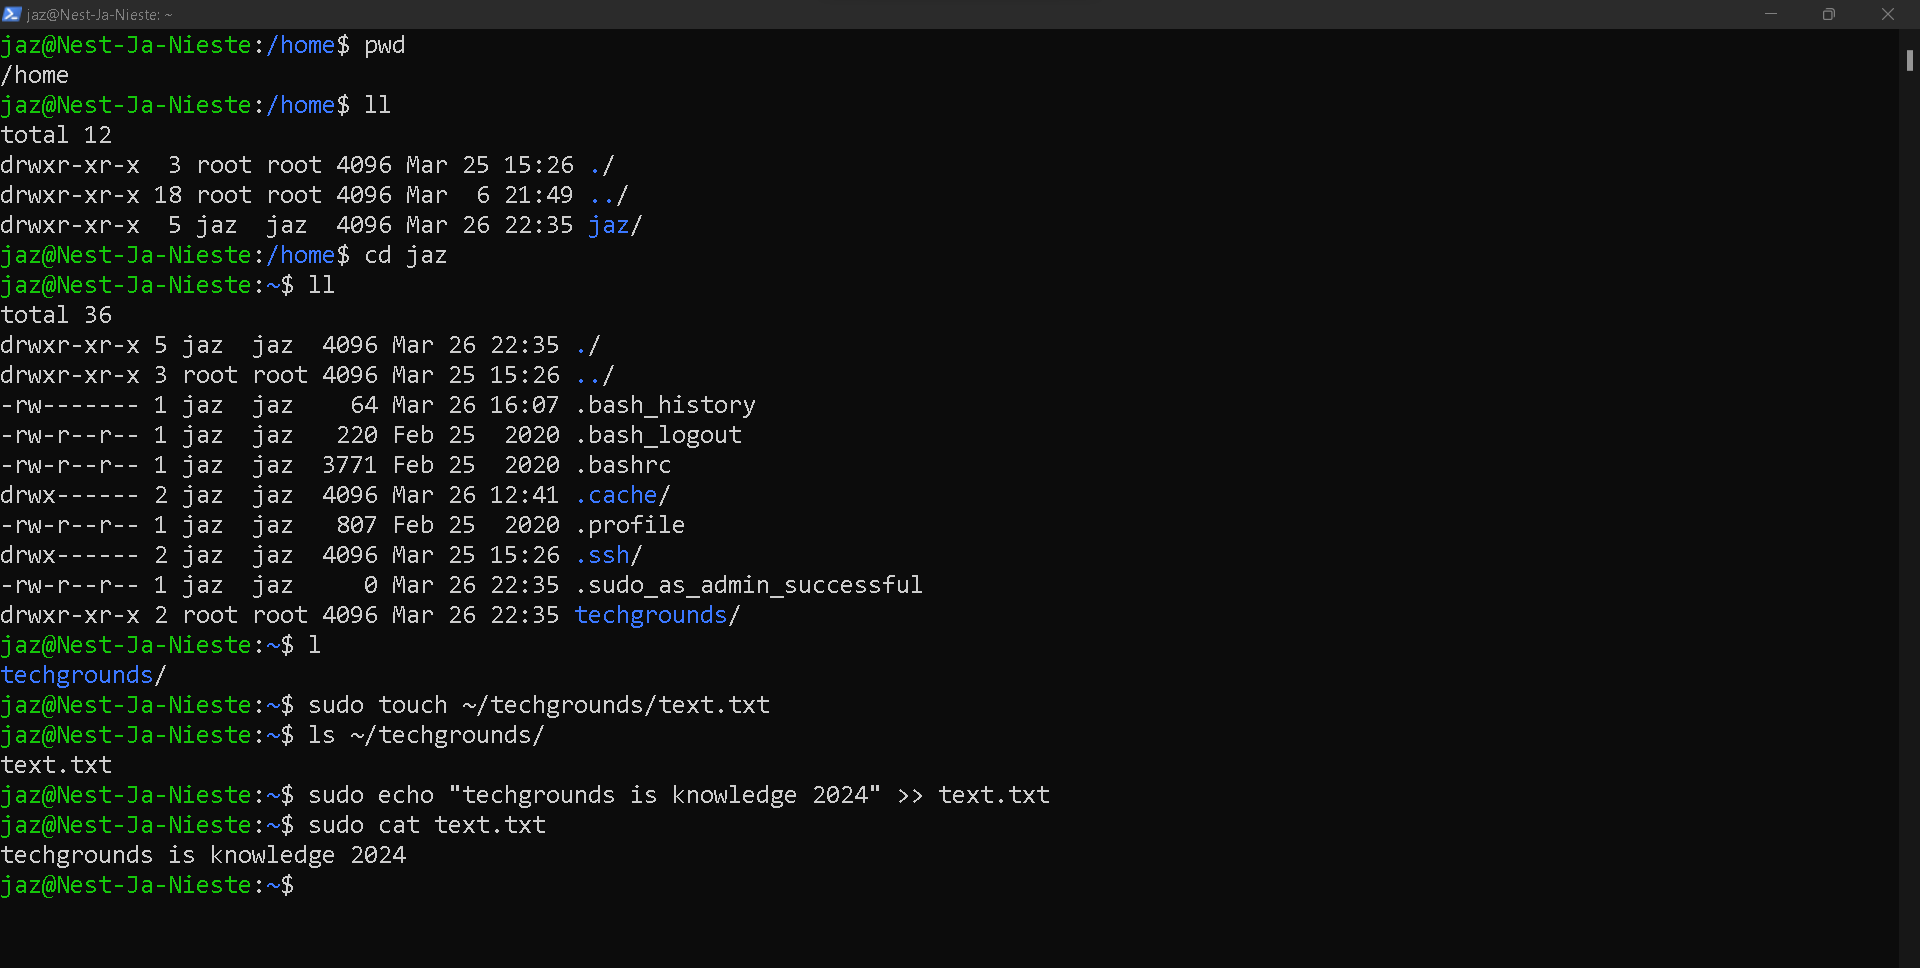 jaz@Nest-Ja-Nieste: ~
jaz@Nest-Ja-Nieste:/home$ pwd
/home
jaz@Nest-Ja-Nieste:/home$ ll
total 12
drwxr-xr-x  3 root root 4096 Mar 25 15:26 ./
drwxr-xr-x 18 root root 4096 Mar  6 21:49 ../
drwxr-xr-x  5 jaz  jaz  4096 Mar 26 22:35 jaz/
jaz@Nest-Ja-Nieste:/home$ cd jaz
jaz@Nest-Ja-Nieste:~$ ll
total 36
drwxr-xr-x 5 jaz  jaz  4096 Mar 26 22:35 ./
drwxr-xr-x 3 root root 4096 Mar 25 15:26 ../
-rw------- 1 jaz  jaz    64 Mar 26 16:07 .bash_history
-rw-r--r-- 1 jaz  jaz   220 Feb 25  2020 .bash_logout
-rw-r--r-- 1 jaz  jaz  3771 Feb 25  2020 .bashrc
drwx------ 2 jaz  jaz  4096 Mar 26 12:41 .cache/
-rw-r--r-- 1 jaz  jaz   807 Feb 25  2020 .profile
drwx------ 2 jaz  jaz  4096 Mar 25 15:26 .ssh/
-rw-r--r-- 1 jaz  jaz     0 Mar 26 22:35 .sudo_as_admin_successful
drwxr-xr-x 2 root root 4096 Mar 26 22:35 techgrounds/
jaz@Nest-Ja-Nieste:~$ l
techgrounds/
jaz@Nest-Ja-Nieste:~$ sudo touch ~/techgrounds/text.txt
jaz@Nest-Ja-Nieste:~$ ls ~/techgrounds/
text.txt
jaz@Nest-Ja-Nieste:~$ sudo echo "techgrounds is knowledge 2024" >> text.txt
jaz@Nest-Ja-Nieste:~$ sudo cat text.txt
techgrounds is knowledge 2024
jaz@Nest-Ja-Nieste:~$